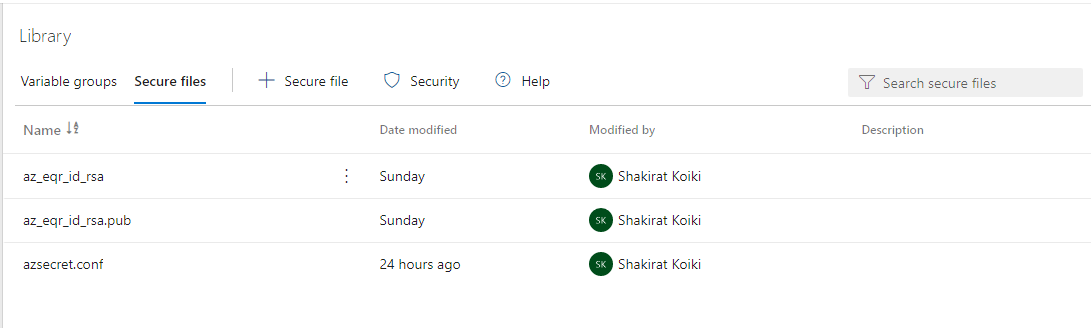 Library
Variable groups Secure files Secure file Security Help Search secure files
Name Date modified Modified by Description
az_eqr_id_rsa Sunday SK Shakirat Koiki
az_eqr_id_rsa.pub Sunday SK Shakirat Koiki
azsecret.conf 24 hours ago SK Shakirat Koiki